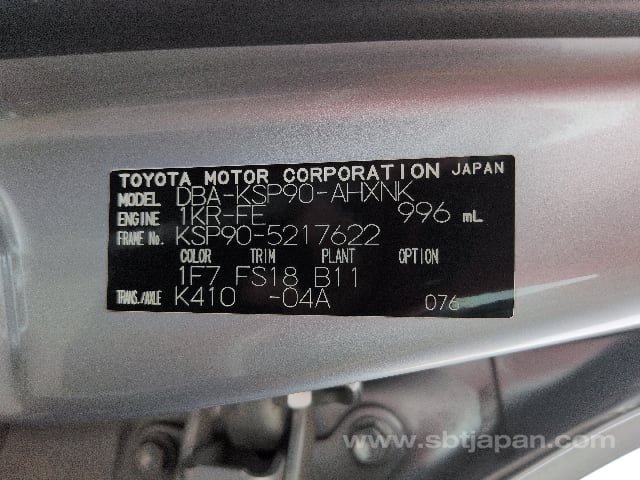 TOYOTA MOTOR CORPORATION JAPAN
MODEL DBA-KSP90-AHXNK
ENGINE 1KR-FE 996 mL
FRAME No. KSP90-5217622
COLOR TRIM PLANT OPTION
1F7 FS18 B11
TRANS./AXLE K410 -04A 076
www.sbtjapan.com